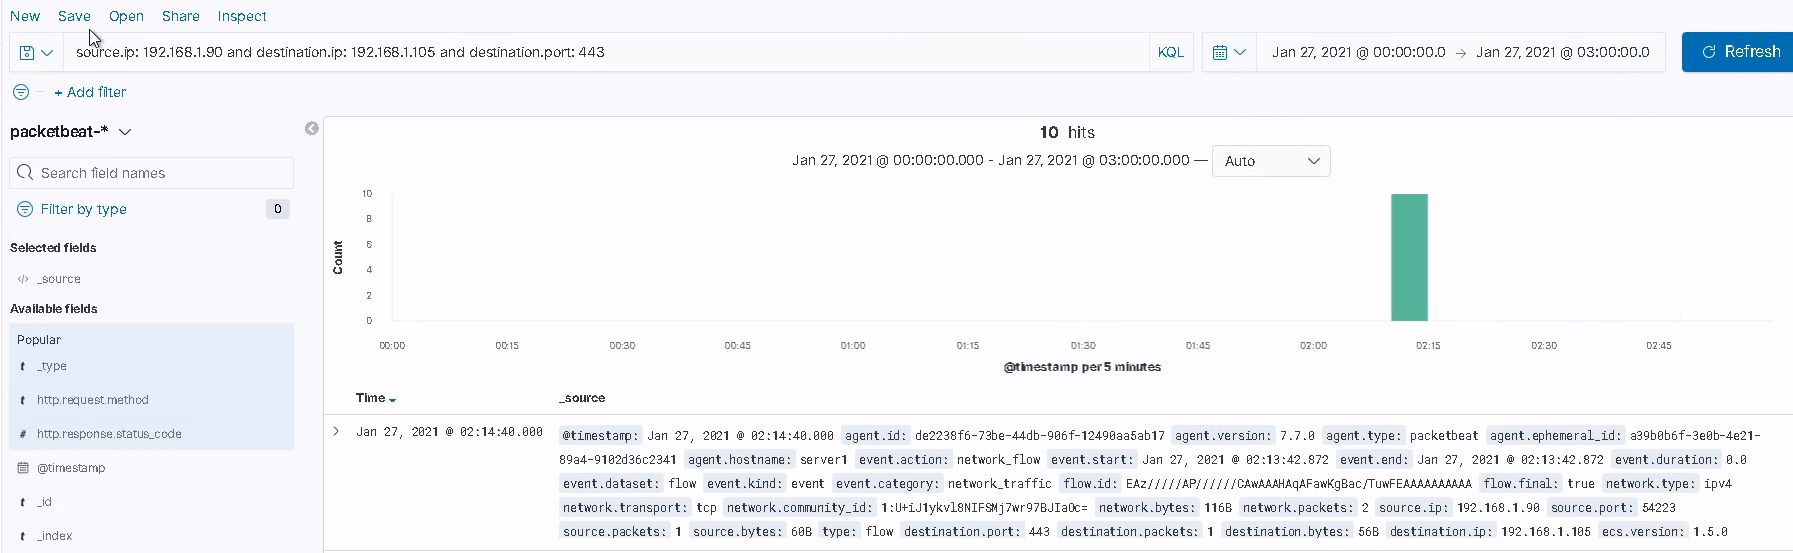 New Save Open Share Inspect
source.ip: 192.168.1.90 and destination.ip: 192.168.1.105 and destination.port: 443 KQL Jan 27, 2021 @ 00:00:00.0 → Jan 27, 2021 @ 03:00:00.0 Refresh
+ Add filter
packetbeat-*
10 hits
Jan 27, 2021 @ 00:00:00.000 - Jan 27, 2021 @ 03:00:00.000 — Auto
Search field names
Filter by type 0
Selected fields
</> _source
Available fields
Popular
t _type
t http.request.method
# http.response.status_code
@timestamp
t _id
t _index
Count
10
8
6
4
2
0
00:00 00:15 00:30 00:45 01:00 01:15 01:30 01:45 02:00 02:15 02:30 02:45
@timestamp per 5 minutes
Time _source
Jan 27, 2021 @ 02:14:40.000 @timestamp: Jan 27, 2021 @ 02:14:40.000 agent.id: de2238f6-73be-44db-906f-12490aa5ab17 agent.version: 7.7.0 agent.type: packetbeat agent.ephemeral_id: a39b0b6f-3e0b-4e21-
89a4-9102d36c2341 agent.hostname: server1 event.action: network_flow event.start: Jan 27, 2021 @ 02:13:42.872 event.end: Jan 27, 2021 @ 02:13:42.872 event.duration: 0.0
event.dataset: flow event.kind: event event.category: network_traffic flow.id: EAz/////AP//////CAwAAAHAqAFawKgBac/TuwFEAAAAAAAAAA flow.final: true network.type: ipv4
network.transport: tcp network.community_id: 1:U+iJ1ykvl8NIFSMj7wr97BJIaOc= network.bytes: 116B network.packets: 2 source.ip: 192.168.1.90 source.port: 54223
source.packets: 1 source.bytes: 60B type: flow destination.port: 443 destination.packets: 1 destination.bytes: 56B destination.ip: 192.168.1.105 ecs.version: 1.5.0